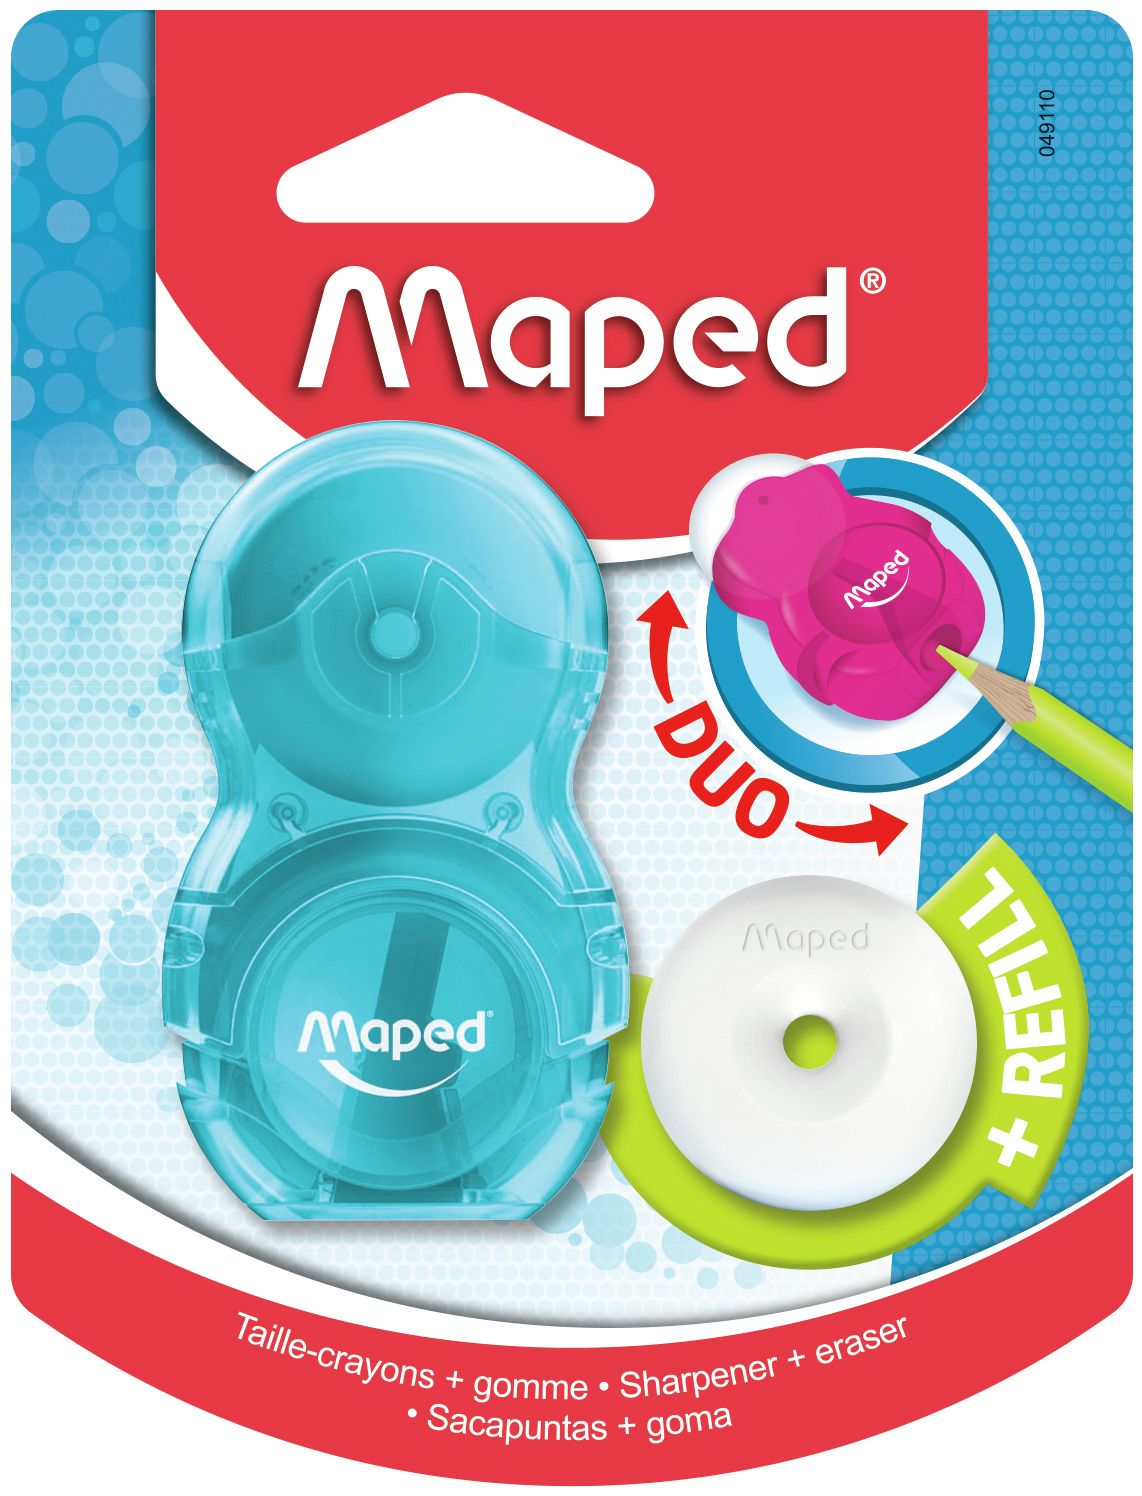 049110
Maped®
Maped
DUO
Maped
+ REFILL
Maped®
Taille-crayons + gomme • Sharpener + eraser
• Sacapuntas + goma